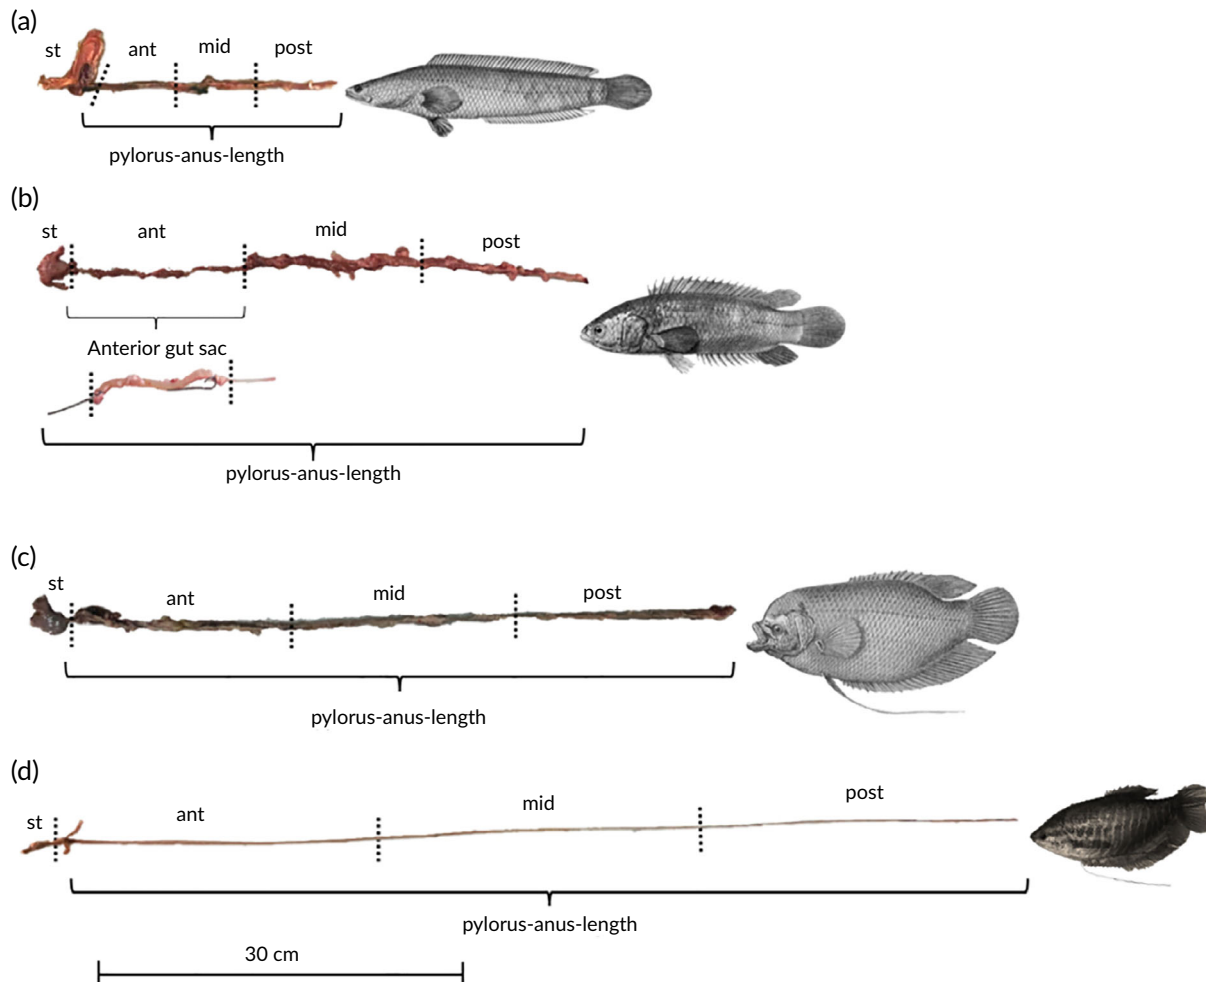 (a)
st ant mid post
pylorus-anus-length
(b)
st ant mid post
Anterior gut sac
pylorus-anus-length
(c)
st ant mid post
pylorus-anus-length
(d)
st ant mid post
pylorus-anus-length
30 cm